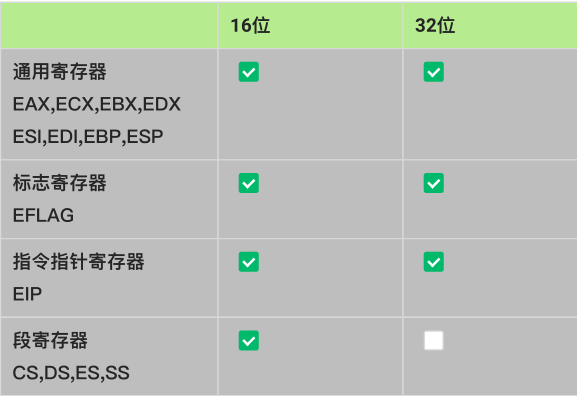 16位 32位
通用寄存器
EAX,ECX,EBX,EDX
ESI,EDI,EBP,ESP
标志寄存器
EFLAG
指令指针寄存器
EIP
段寄存器
CS,DS,ES,SS